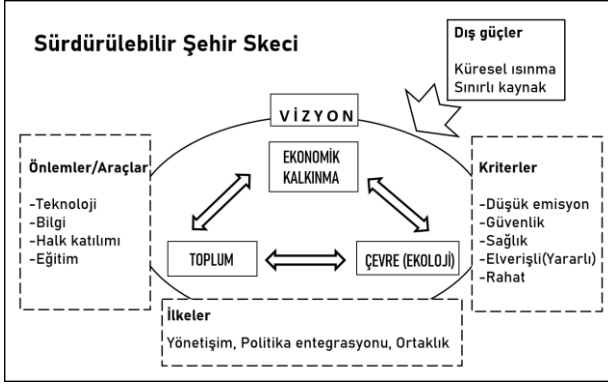 Sürdürülebilir Şehir Skeci
Dış güçler
Küresel ısınma
Sınırlı kaynak
VİZYON
Önlemler/Araçlar
-Teknoloji
-Bilgi
-Halk katılımı
-Eğitim
EKONOMİK
KALKINMA
TOPLUM
ÇEVRE (EKOLOJİ)
Kriterler
-Düşük emisyon
-Güvenlik
-Sağlık
-Elverişli(Yararlı)
-Rahat
İlkeler
Yönetişim, Politika entegrasyonu, Ortaklık